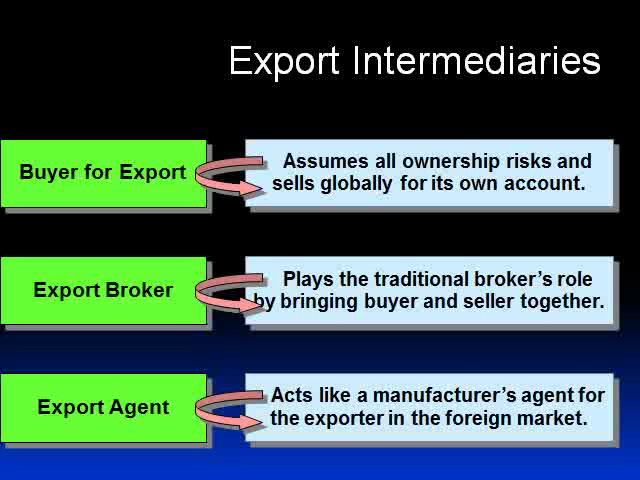 Export Intermediaries
Buyer for Export
Assumes all ownership risks and
sells globally for its own account.
Export Broker
Plays the traditional broker’s role
by bringing buyer and seller together.
Export Agent
Acts like a manufacturer’s agent for
the exporter in the foreign market.